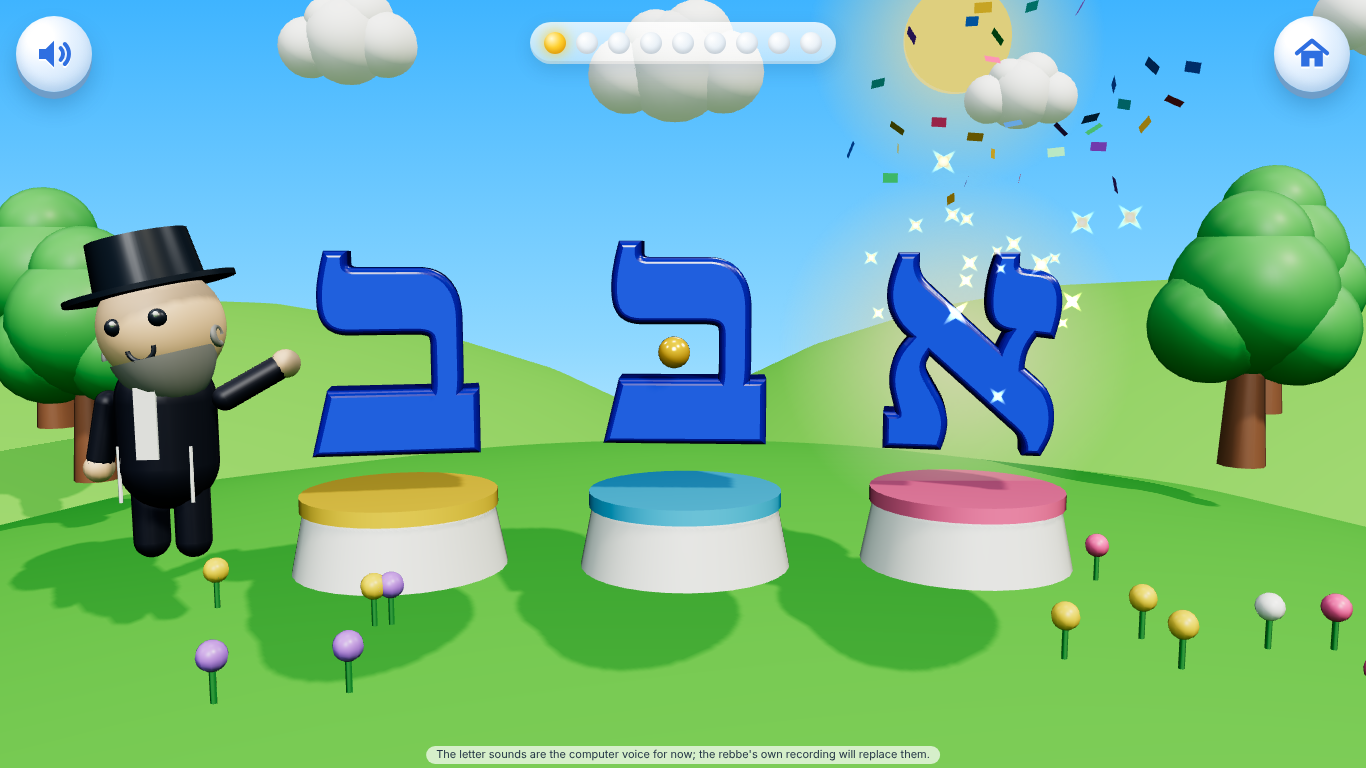 א בּ ב
The letter sounds are the computer voice for now; the rebbe's own recording will replace them.